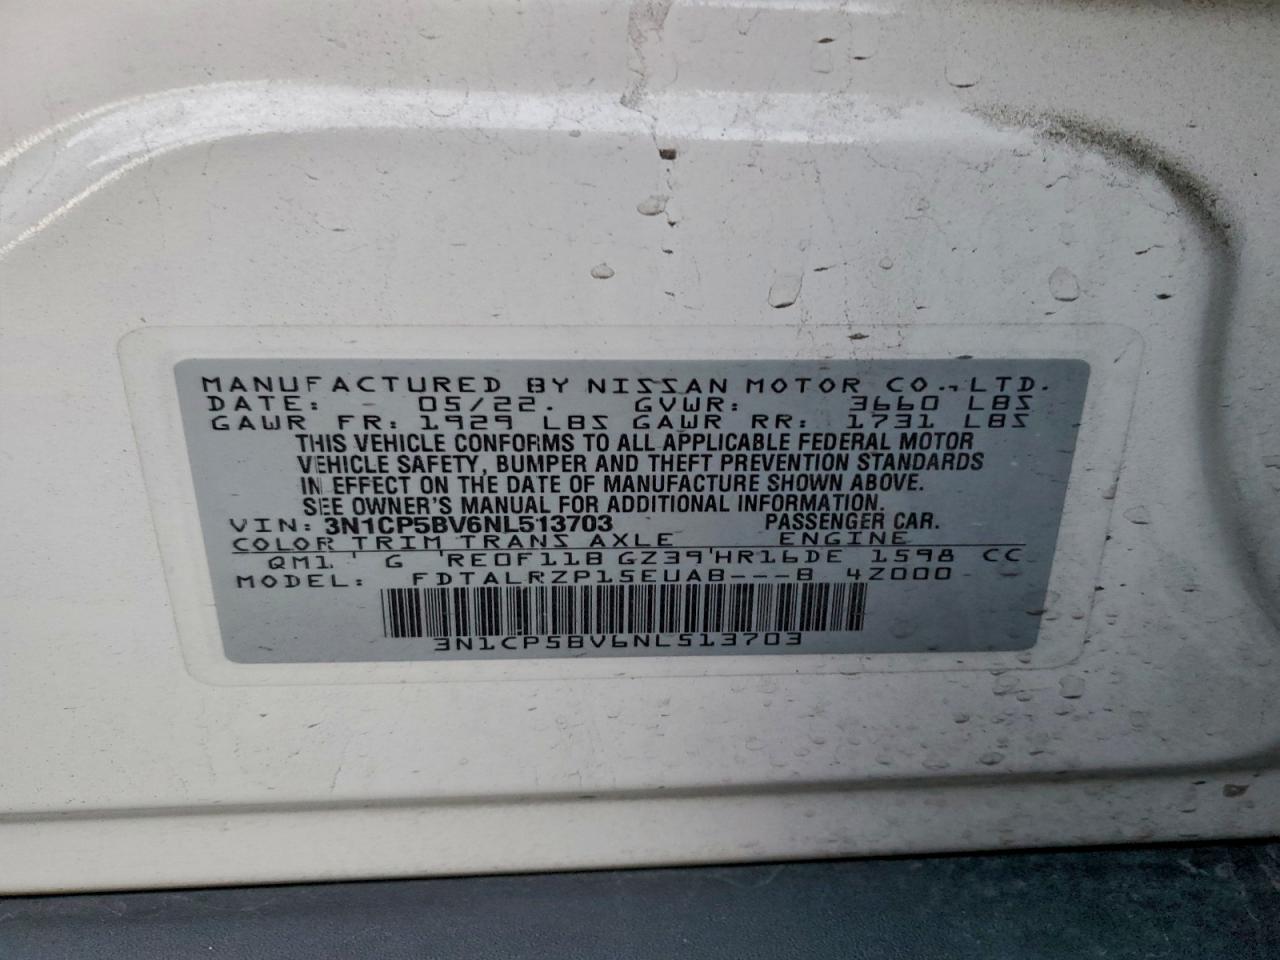 MANUFACTURED BY NISSAN MOTOR CO., LTD.
DATE: 05/22. GVWR: 3660 LBS
GAWR FR: 1929 LBS GAWR RR: 1731 LBS
THIS VEHICLE CONFORMS TO ALL APPLICABLE FEDERAL MOTOR
VEHICLE SAFETY, BUMPER AND THEFT PREVENTION STANDARDS
IN EFFECT ON THE DATE OF MANUFACTURE SHOWN ABOVE.
SEE OWNER'S MANUAL FOR ADDITIONAL INFORMATION.
VIN: 3N1CP5BV6NL513703 PASSENGER CAR.
COLOR TRIM TRANS AXLE ENGINE
QM1 G RE0F11B GZ39 HR16DE 1598 CC
MODEL: FDTALRZP15EUAB---B 4Z000
3N1CP5BV6NL513703